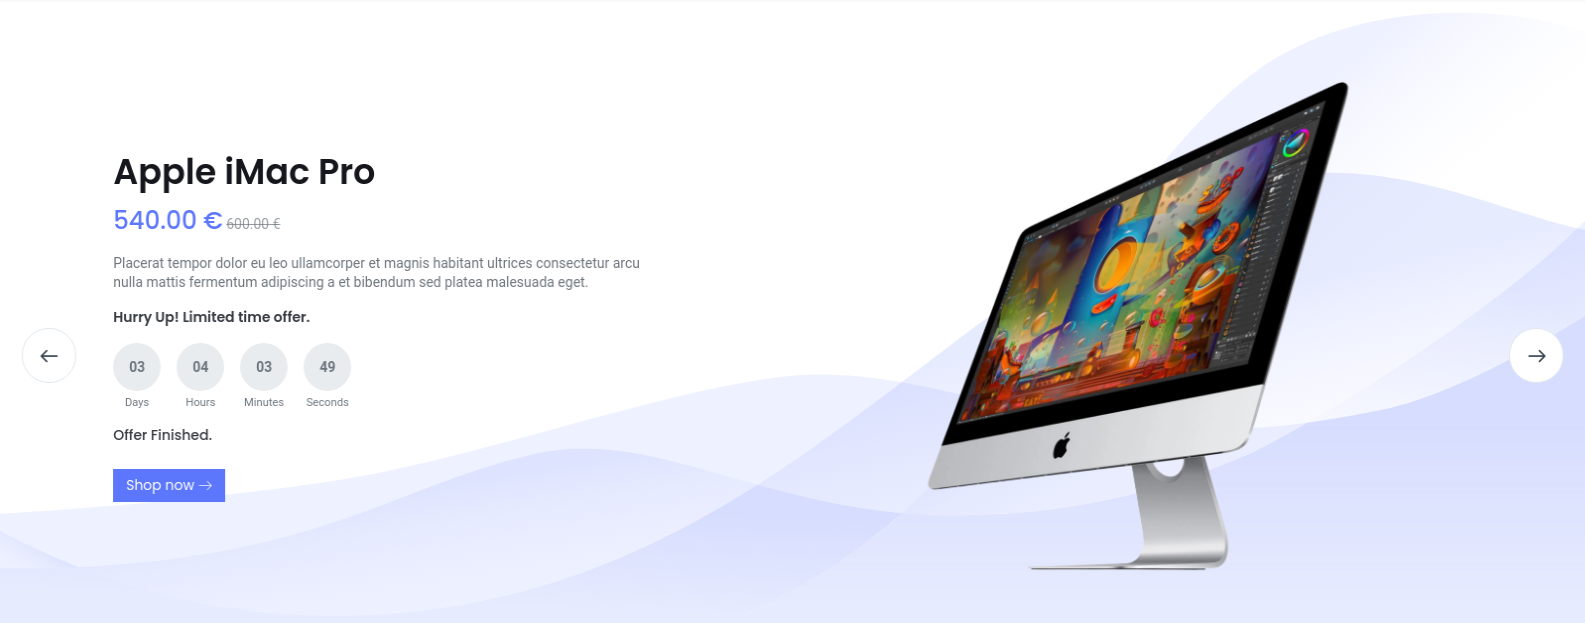 Apple iMac Pro
540.00 € 600.00 €
Placerat tempor dolor eu leo ullamcorper et magnis habitant ultrices consectetur arcu
nulla mattis fermentum adipiscing a et bibendum sed platea malesuada eget.
Hurry Up! Limited time offer.
03 04 03 49
Days Hours Minutes Seconds
Offer Finished.
Shop now →